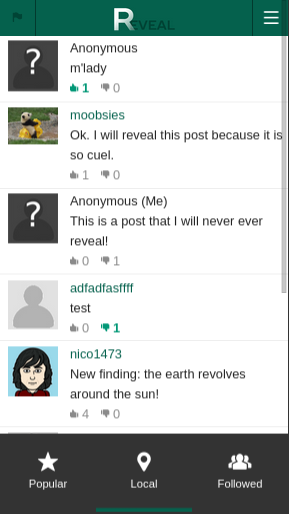 REVEAL
Anonymous
?
m'lady
1 0
moobsies
Ok. I will reveal this post because it is
so cuel.
1 0
Anonymous (Me)
?
This is a post that I will never ever
reveal!
0 1
adfadfasffff
test
0 1
nico1473
New finding: the earth revolves
around the sun!
4 0
Popular Local Followed